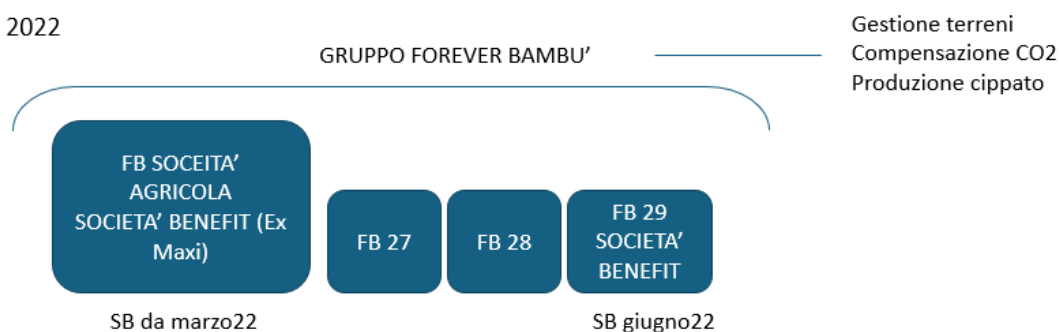 2022
GRUPPO FOREVER BAMBU’
Gestione terreni
Compensazione CO2
Produzione cippato
FB SOCEITA’
AGRICOLA
SOCIETA’ BENEFIT (Ex
Maxi)
FB 27
FB 28
FB 29
SOCIETA’
BENEFIT
SB da marzo22
SB giugno22